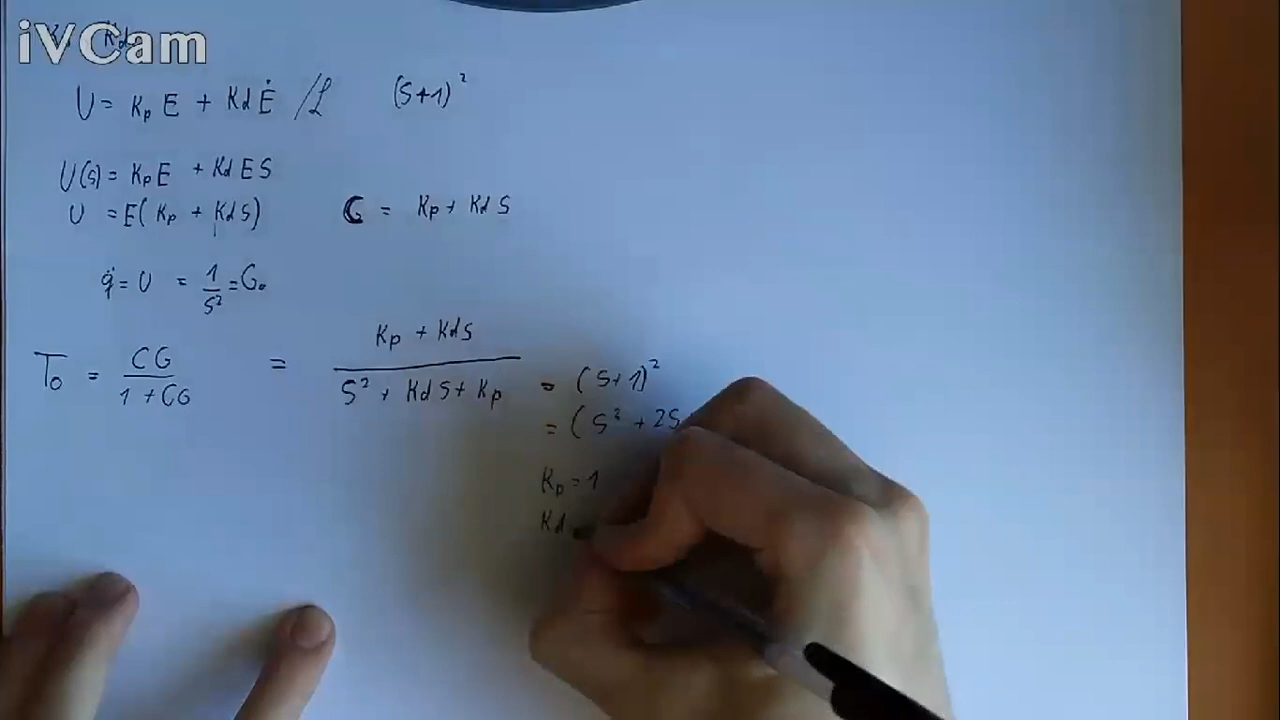 iVCam
U = Kp E + Kd Ė /ℒ (S+1)²
U(s) = Kp E + Kd E S
U = E( Kp + Kd S) C = Kp + Kd S
q̈ = U = 1/S² = G₀
T₀ = CG / 1 + CG = Kp + Kd S / S² + Kd S + Kp = (S+1)²
= (S² + 2S
Kp = 1
Kd